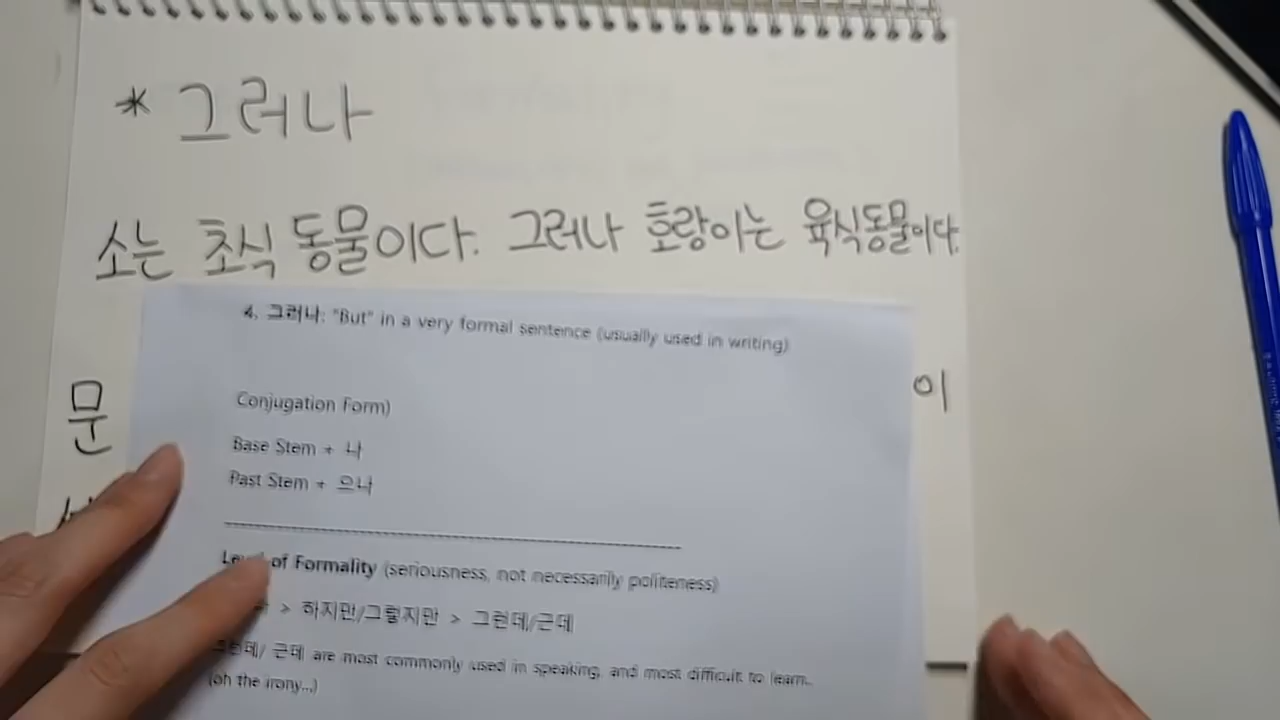 * 그러나
소는 초식 동물이다. 그러나 호랑이는 육식동물이다.
4. 그러나: "But" in a very formal sentence (usually used in writing)
문 이
Conjugation Form)
Base Stem + 나
Past Stem + 으나
Level of Formality (seriousness, not necessarily politeness)
> 하지만/그렇지만 > 그런데/근데
그런데/ 근데 are most commonly used in speaking, and most difficult to learn..
(oh the irony...)